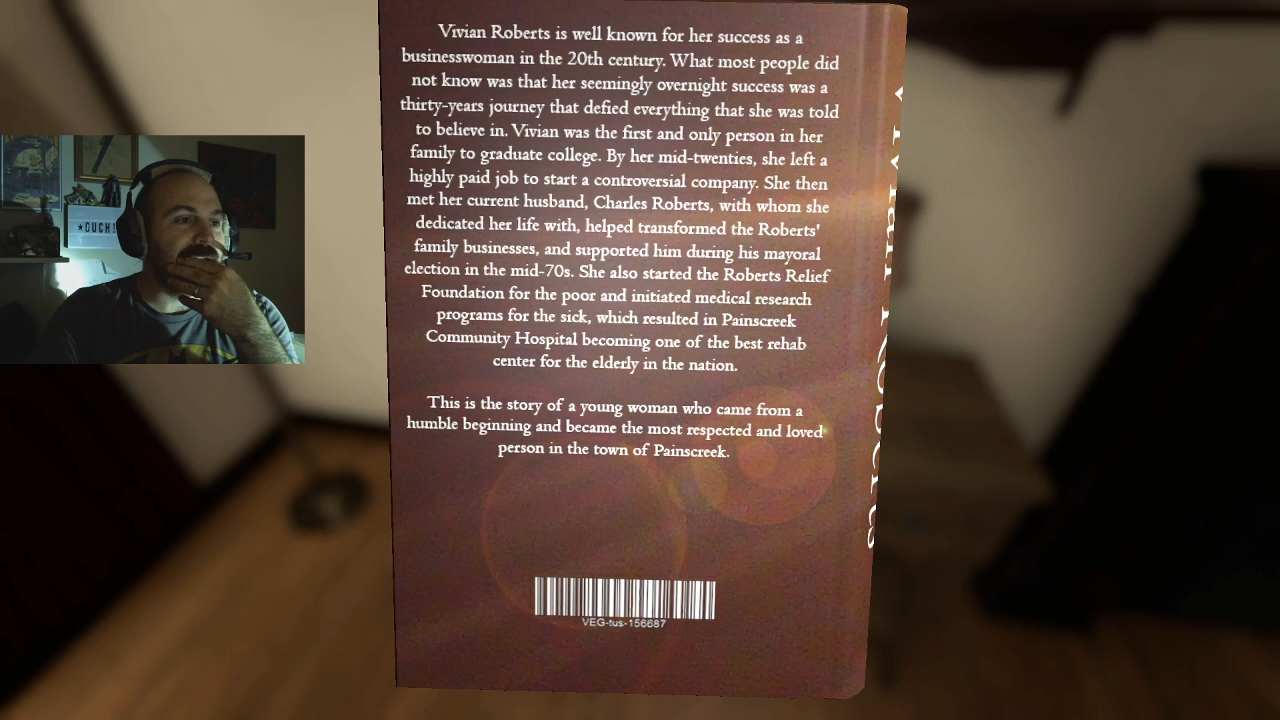 Vivian Roberts is well known for her success as a
businesswoman in the 20th century. What most people did
not know was that her seemingly overnight success was a
thirty-years journey that defied everything that she was told
to believe in. Vivian was the first and only person in her
family to graduate college. By her mid-twenties, she left a
highly paid job to start a controversial company. She then
met her current husband, Charles Roberts, with whom she
dedicated her life with, helped transformed the Roberts'
family businesses, and supported him during his mayoral
election in the mid-70s. She also started the Roberts Relief
Foundation for the poor and initiated medical research
programs for the sick, which resulted in Painscreek
Community Hospital becoming one of the best rehab
center for the elderly in the nation.
This is the story of a young woman who came from a
humble beginning and became the most respected and loved
person in the town of Painscreek.
VEG-tus-156687
Vivian Roberts
*OUCH!